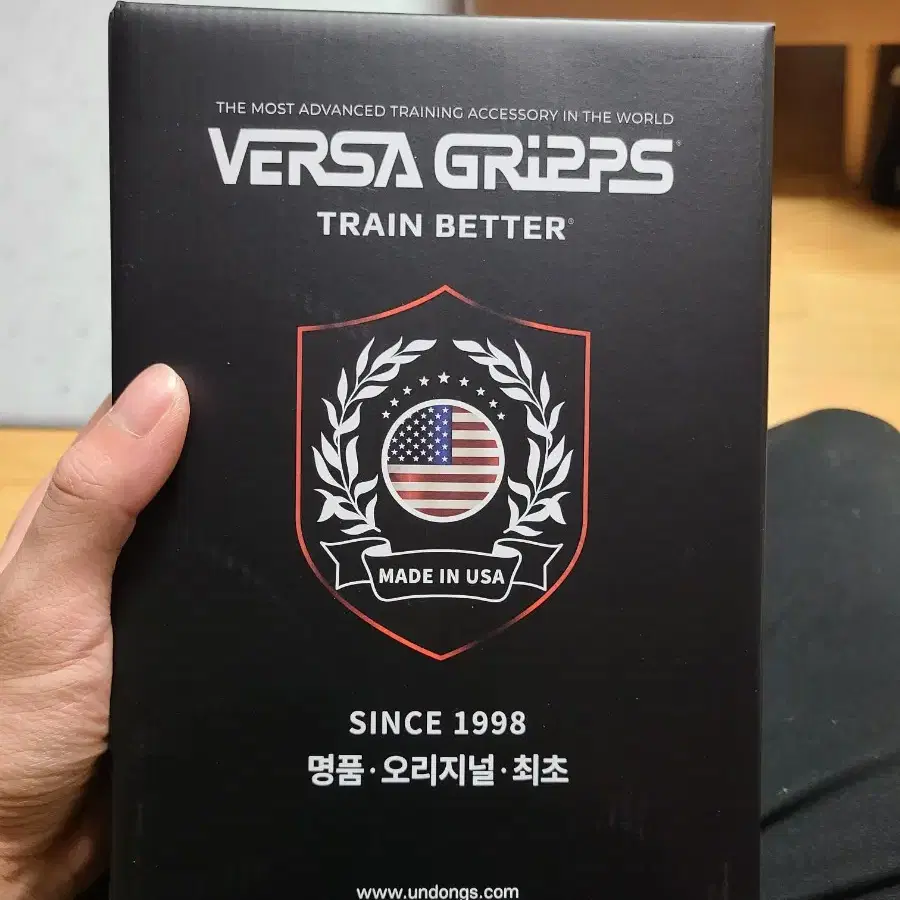 THE MOST ADVANCED TRAINING ACCESSORY IN THE WORLD
VERSA GRIPPS®
TRAIN BETTER®
MADE IN USA
SINCE 1998
명품·오리지널·최초
www.undongs.com